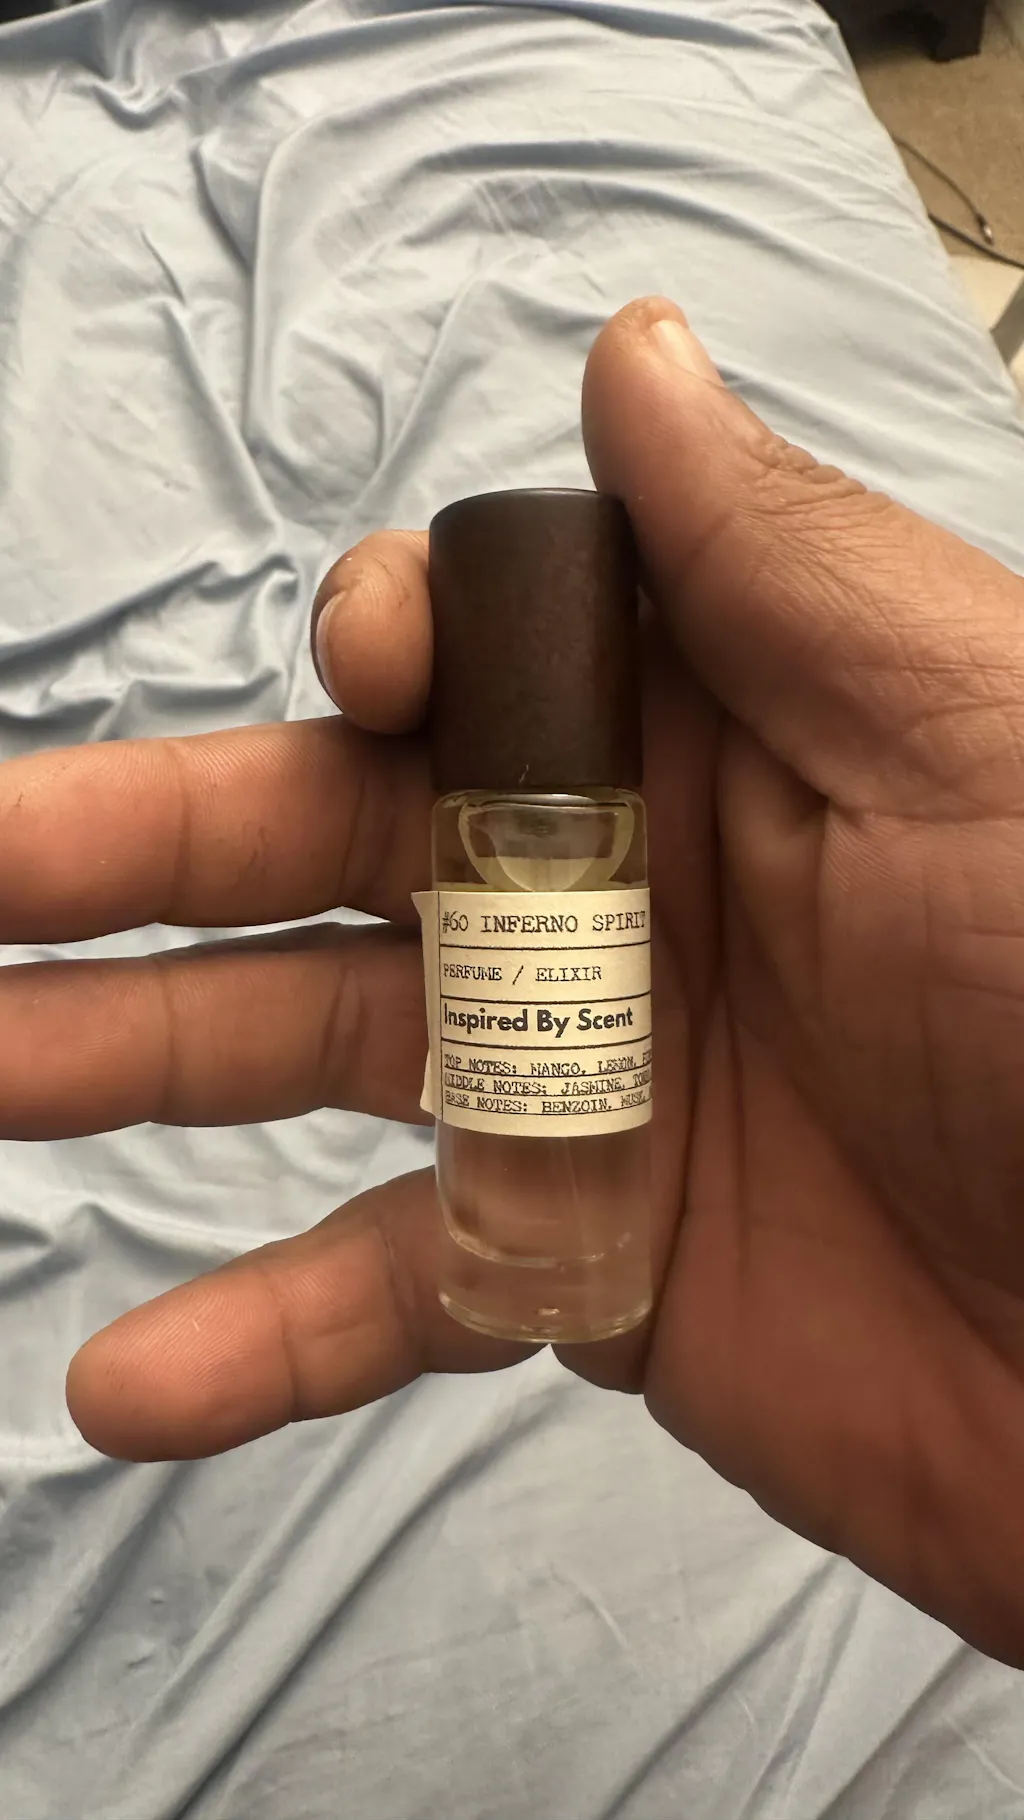 #60 INFERNO SPIRIT
PERFUME / ELIXIR
Inspired By Scent
TOP NOTES: MANGO, LEMON,
MIDDLE NOTES: JASMINE,
BASE NOTES: BENZOIN, MUSK,